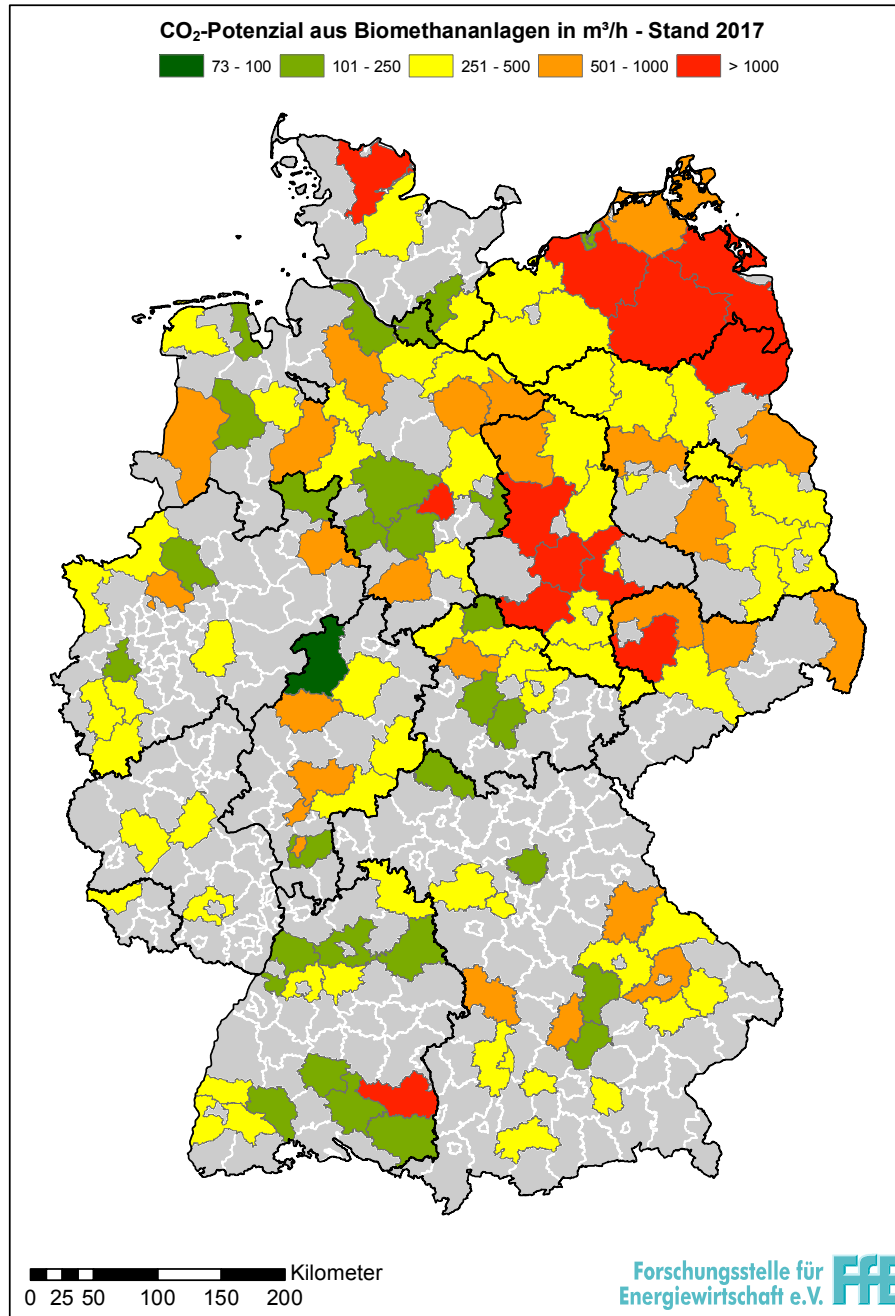 CO₂-Potenzial aus Biomethananlagen in m³/h - Stand 2017
73 - 100 101 - 250 251 - 500 501 - 1000 > 1000
Kilometer
0 25 50 100 150 200
Forschungsstelle für
Energiewirtschaft e.V.
FfE